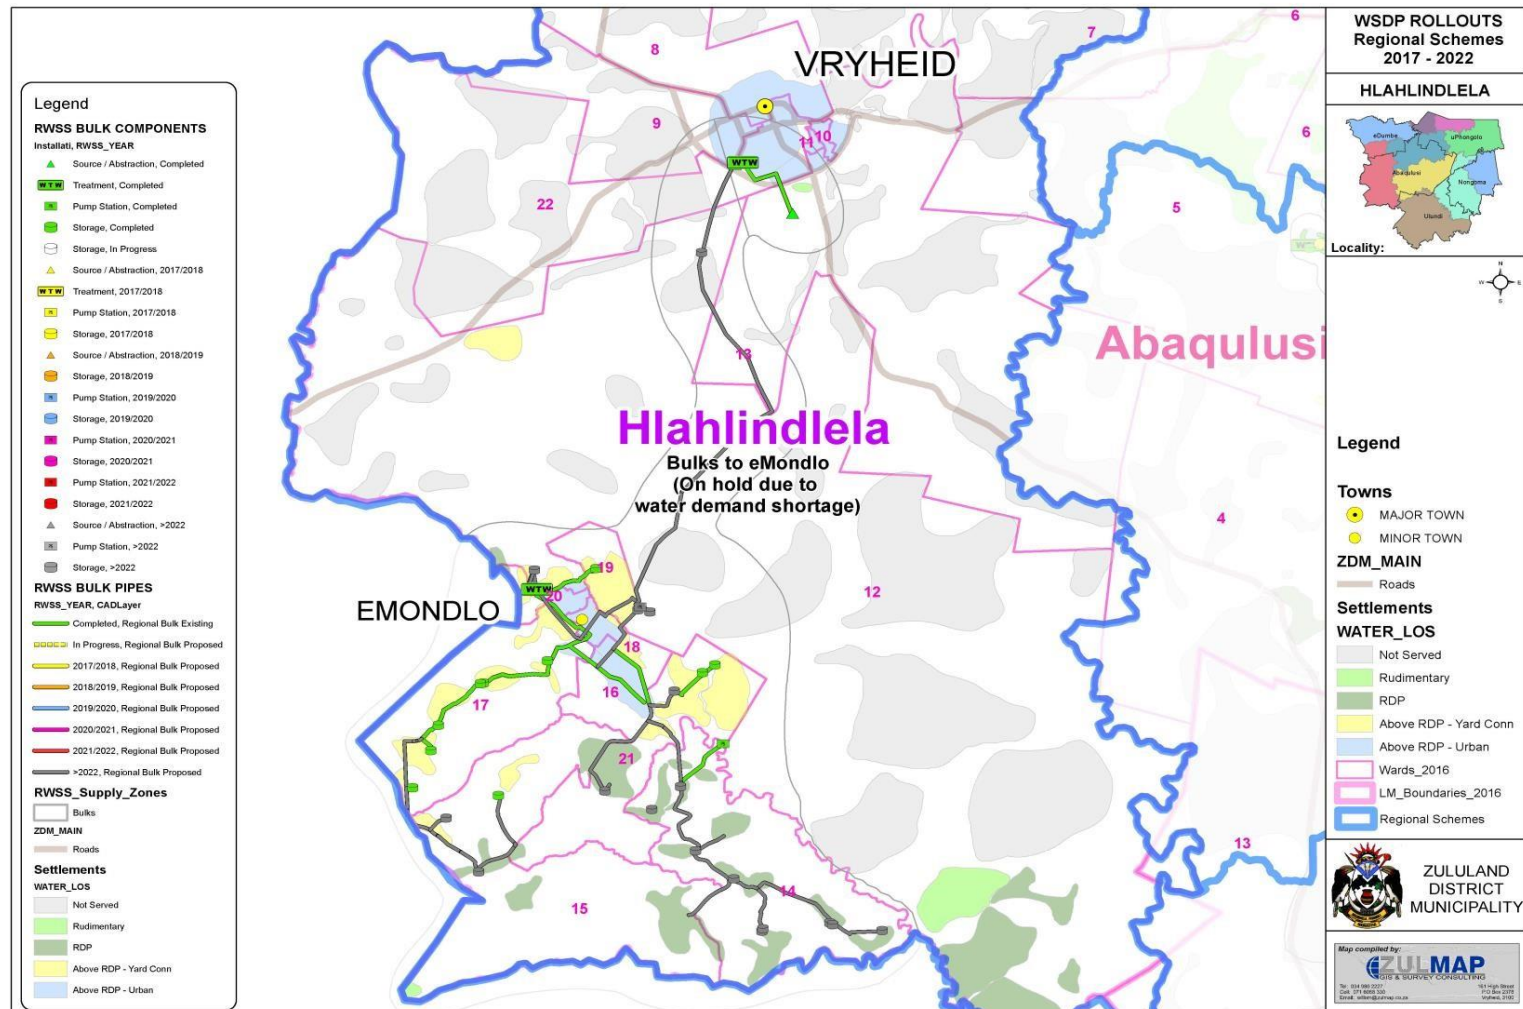 Legend
RWSS BULK COMPONENTS
Installati, RWSS_YEAR
Source / Abstraction, Completed
WTW Treatment, Completed
Pump Station, Completed
Storage, Completed
Storage, In Progress
Source / Abstraction, 2017/2018
WTW Treatment, 2017/2018
Pump Station, 2017/2018
Storage, 2017/2018
Source / Abstraction, 2018/2019
Storage, 2018/2019
Pump Station, 2019/2020
Storage, 2019/2020
Pump Station, 2020/2021
Storage, 2020/2021
Pump Station, 2021/2022
Storage, 2021/2022
Source / Abstraction, >2022
Pump Station, >2022
Storage, >2022
RWSS BULK PIPES
RWSS_YEAR, CADLayer
Completed, Regional Bulk Existing
In Progress, Regional Bulk Proposed
2017/2018, Regional Bulk Proposed
2018/2019, Regional Bulk Proposed
2019/2020, Regional Bulk Proposed
2020/2021, Regional Bulk Proposed
2021/2022, Regional Bulk Proposed
>2022, Regional Bulk Proposed
RWSS_Supply_Zones
Bulks
ZDM_MAIN
Roads
Settlements
WATER_LOS
Not Served
Rudimentary
RDP
Above RDP - Yard Conn
Above RDP - Urban
8
7
6
VRYHEID
9
11
10
6
WTW
22
5
13
Abaqulusi
Hlahlindlela
Bulks to eMondlo
(On hold due to
water demand shortage)
4
19
WTW
20
12
EMONDLO
18
16
17
21
13
14
15
WSDP ROLLOUTS
Regional Schemes
2017 - 2022
HLAHLINDLELA
eDumbe
uPhongolo
Abaqulusi
Nongoma
Ulundi
Locality:
N
W
E
S
Legend
Towns
MAJOR TOWN
MINOR TOWN
ZDM_MAIN
Roads
Settlements
WATER_LOS
Not Served
Rudimentary
RDP
Above RDP - Yard Conn
Above RDP - Urban
Wards_2016
LM_Boundaries_2016
Regional Schemes
ZULULAND
DISTRICT
MUNICIPALITY
Map compiled by:
ZULMAP
GIS & SURVEY CONSULTING